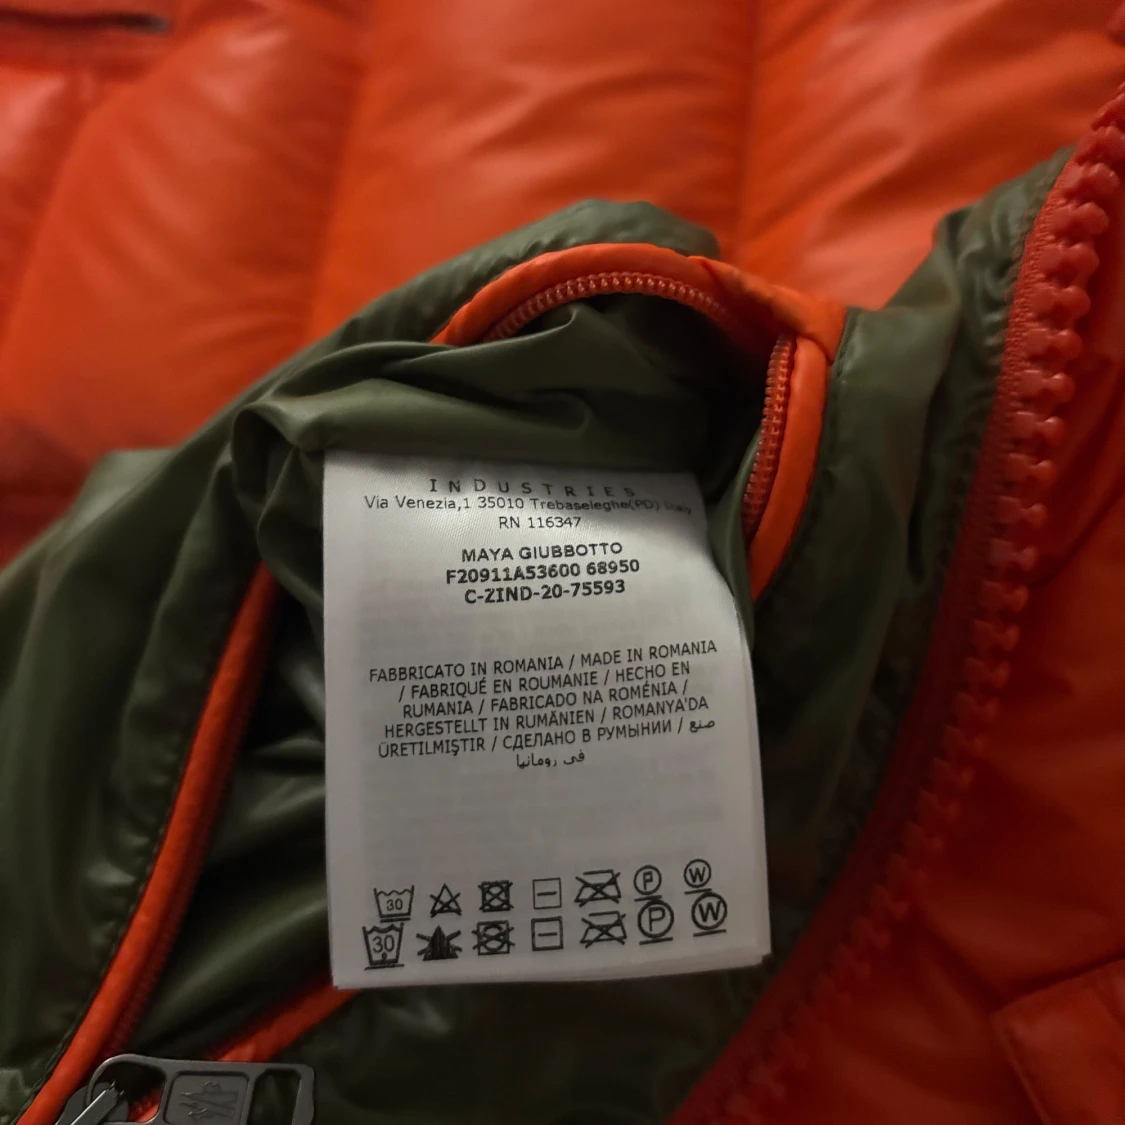 INDUSTRIES
Via Venezia,1 35010 Trebaseleghe(PD) Italy
RN 116347
MAYA GIUBBOTTO
F20911A53600 68950
C-ZIND-20-75593
FABBRICATO IN ROMANIA / MADE IN ROMANIA
/ FABRIQUÉ EN ROUMANIE / HECHO EN
RUMANIA / FABRICADO NA ROMÉNIA /
HERGESTELLT IN RUMÄNIEN / ROMANYA'DA
ÜRETILMIŞTIR / СДЕЛАНО В РУМЫНИИ / صنع
في رومانيا
30 P W
30 P W